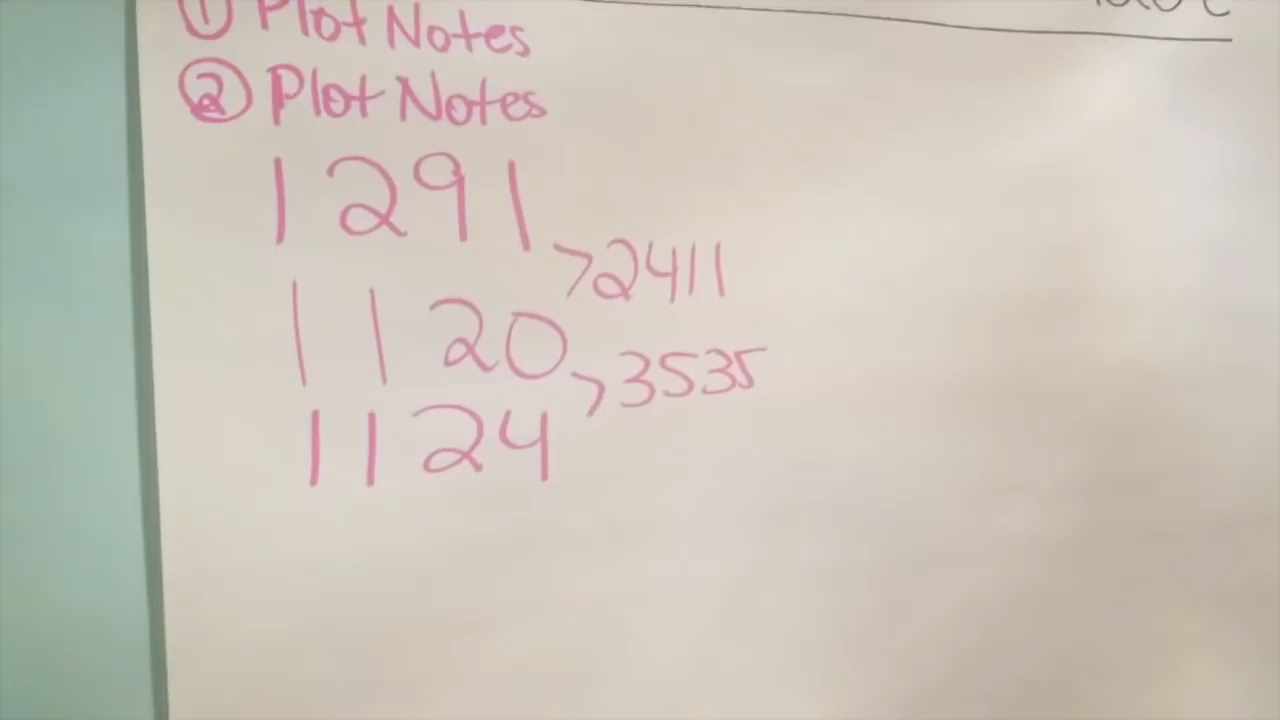 ① Plot Notes
② Plot Notes
1291
>2411
1120
>3535
1124